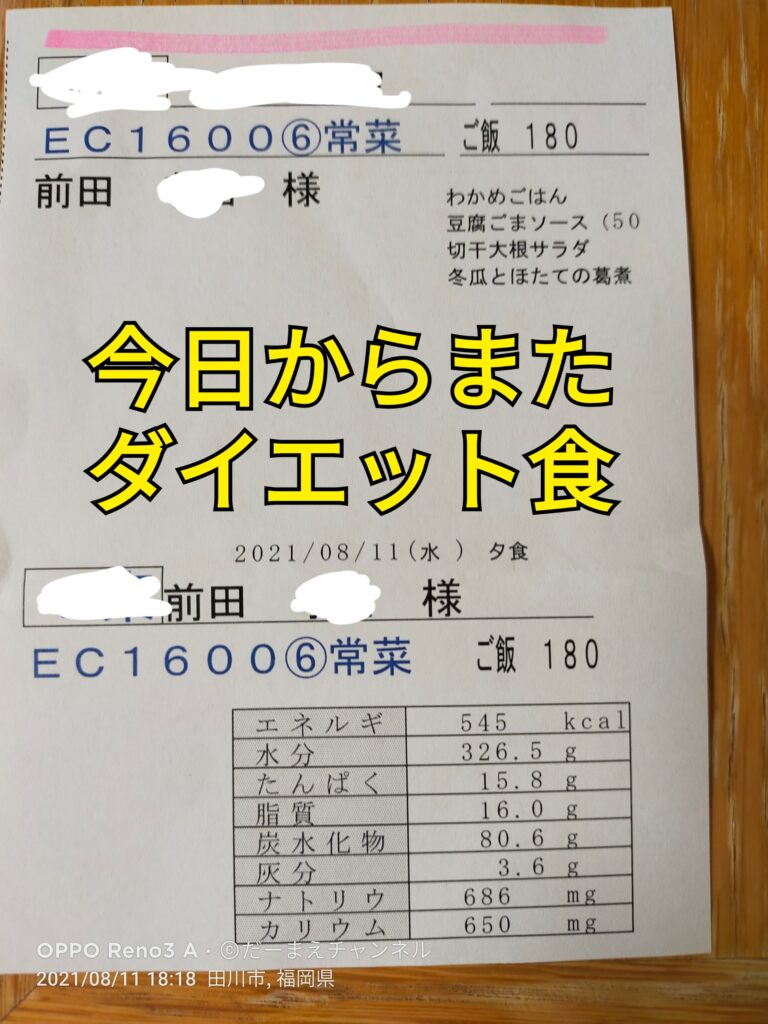 EC1600⑥常菜 ご飯 180
前田 様
わかめごはん
豆腐ごまソース(50
切干大根サラダ
冬瓜とほたての葛煮
今日からまた
ダイエット食
2021/08/11(水 ) 夕食
前田 様
EC1600⑥常菜 ご飯 180
エネルギ 545 kcal
水分 326.5 g
たんぱく 15.8 g
脂質 16.0 g
炭水化物 80.6 g
灰分 3.6 g
ナトリウ 686 mg
カリウム 650 mg
OPPO Reno3 A・©だーまえチャンネル
2021/08/11 18:18 田川市, 福岡県